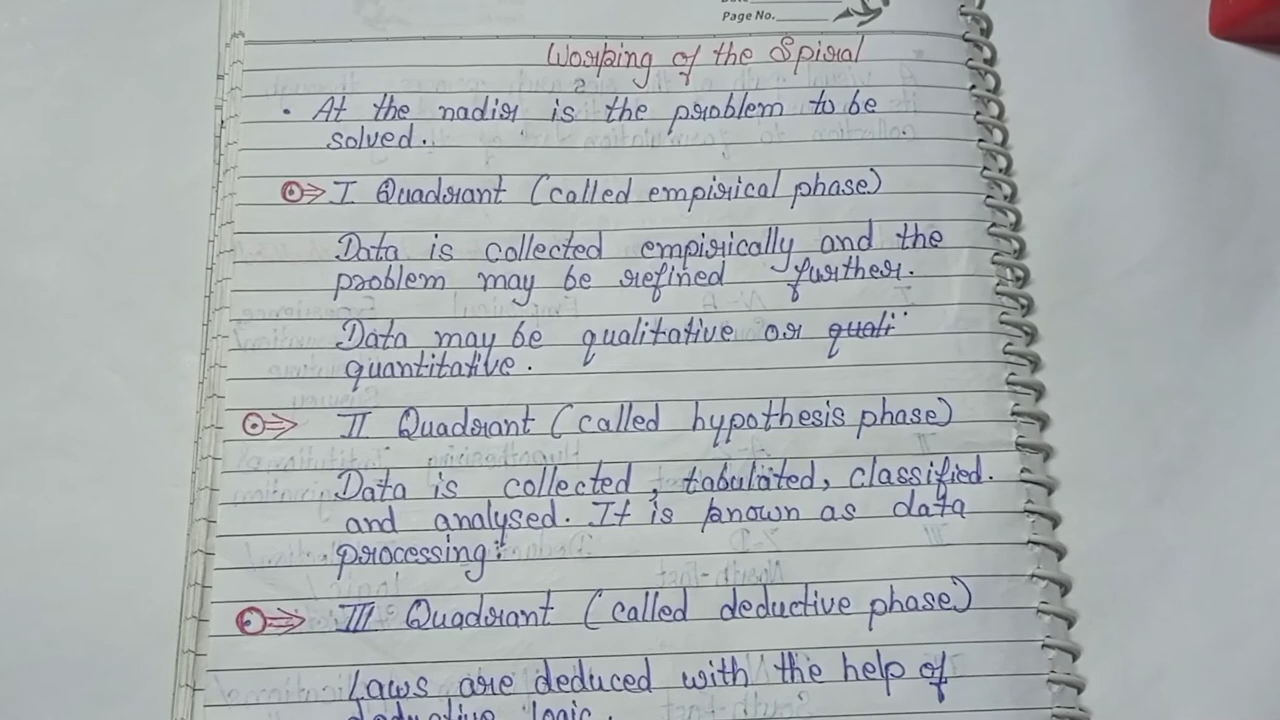 Page No.
Working of the Spiral
• At the nadir is the problem to be
solved.
⊙⇒ I Quadrant (called empirical phase)
Data is collected empirically and the
problem may be refined further.
Data may be qualitative or quali
quantitative.
⊙⇒ II Quadrant (called hypothesis phase)
Data is collected, tabulated, classified.
and analysed. It is known as data
processing.
⊙⇒ III Quadrant (called deductive phase)
Laws are deduced with the help of
deductive logic.